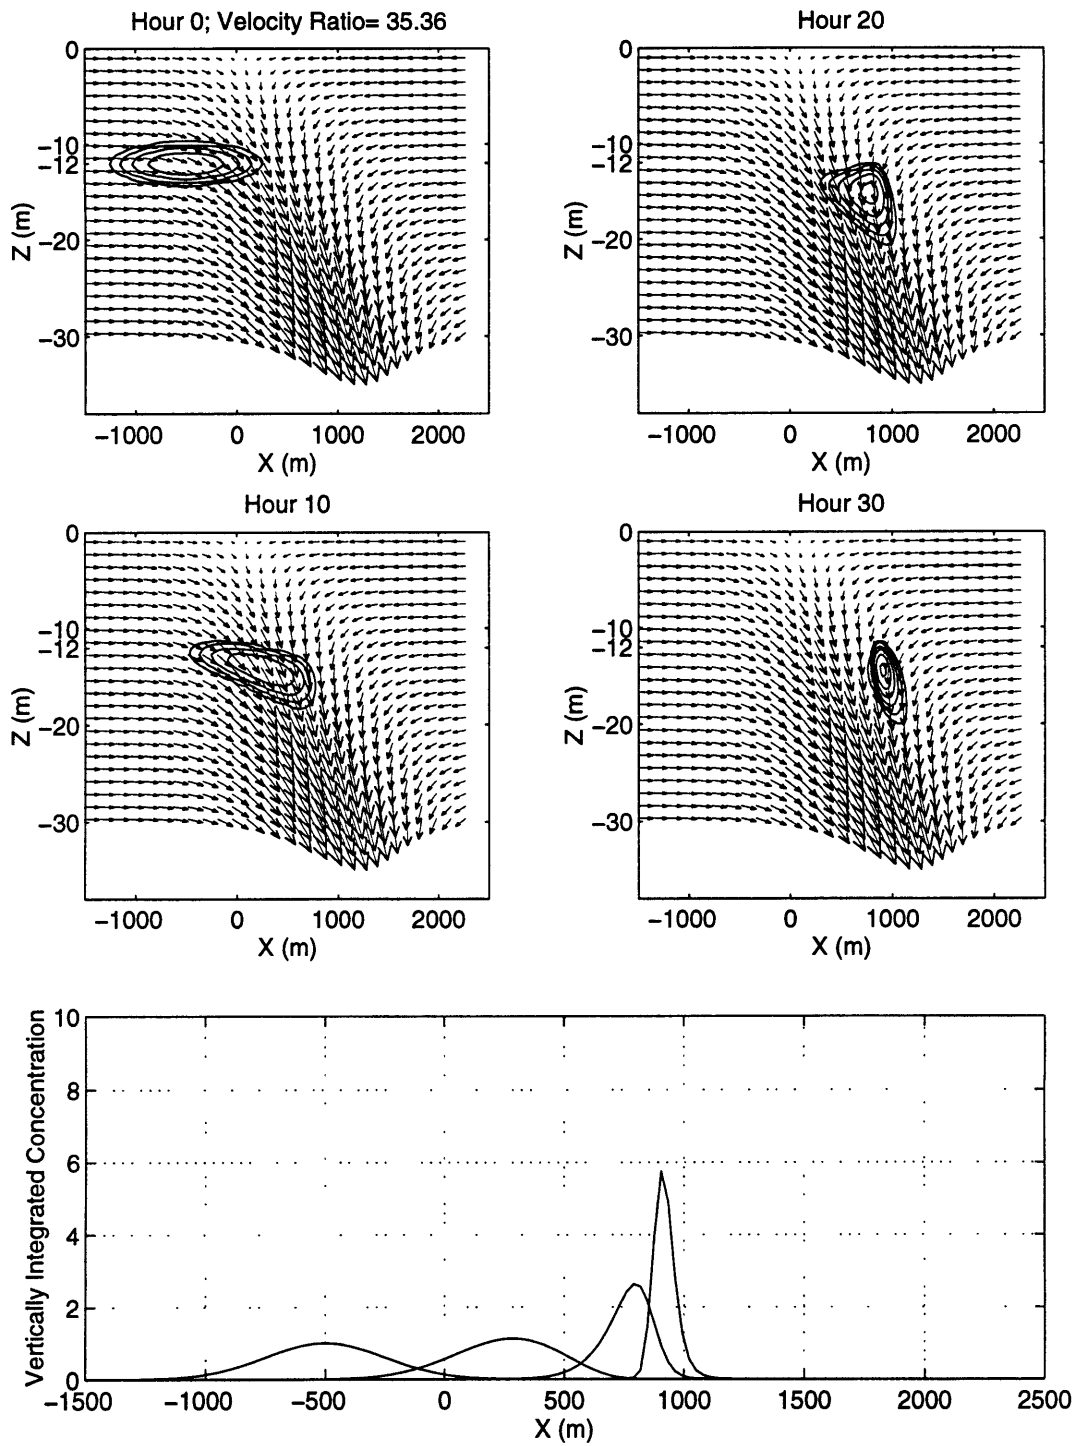 Hour 0; Velocity Ratio= 35.36
0
−10
−12
−20
−30
Z (m)
−1000 0 1000 2000
X (m)
Hour 20
0
−10
−12
−20
−30
Z (m)
−1000 0 1000 2000
X (m)
Hour 10
0
−10
−12
−20
−30
Z (m)
−1000 0 1000 2000
X (m)
Hour 30
0
−10
−12
−20
−30
Z (m)
−1000 0 1000 2000
X (m)
Vertically Integrated Concentration
10
8
6
4
2
0
−1500 −1000 −500 0 500 1000 1500 2000 2500
X (m)